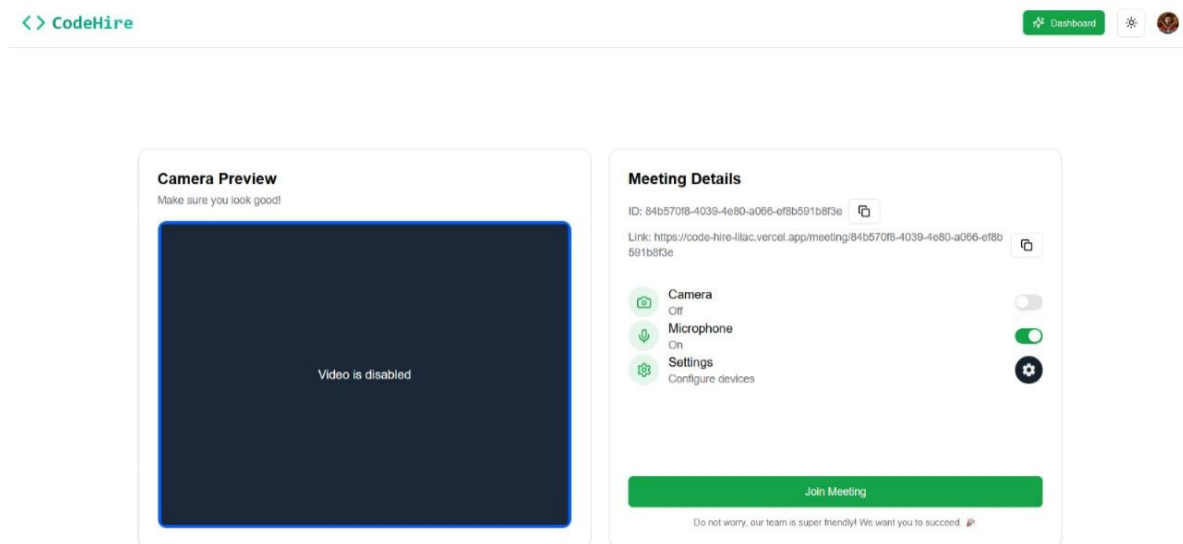 <> CodeHire
Dashboard
Camera Preview
Make sure you look good!
Video is disabled
Meeting Details
ID: 84b570f8-4039-4e80-a066-ef8b591b8f3e
Link: https://code-hire-lilac.vercel.app/meeting/84b570f8-4039-4e80-a066-ef8b
591b8f3e
Camera
Off
Microphone
On
Settings
Configure devices
Join Meeting
Do not worry, our team is super friendly! We want you to succeed. 🎉